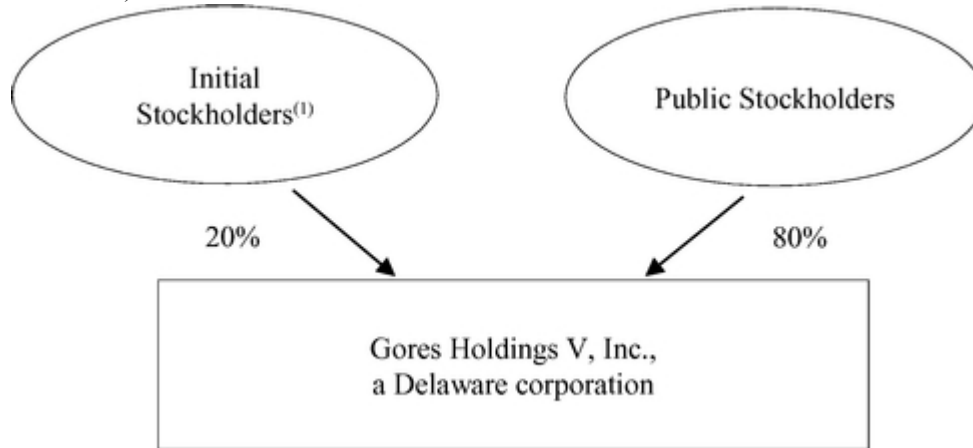 Initial
Stockholders(1)
Public Stockholders
20%
80%
Gores Holdings V, Inc.,
a Delaware corporation